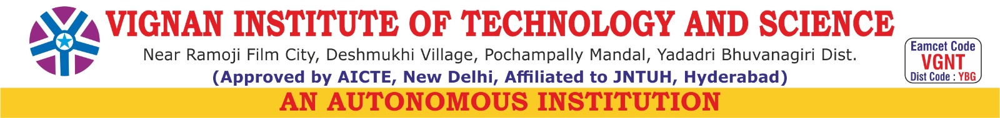 VIGNAN INSTITUTE OF TECHNOLOGY AND SCIENCE
Near Ramoji Film City, Deshmukhi Village, Pochampally Mandal, Yadadri Bhuvanagiri Dist.
(Approved by AICTE, New Delhi, Affiliated to JNTUH, Hyderabad)
Eamcet Code
VGNT
Dist Code : YBG
AN AUTONOMOUS INSTITUTION